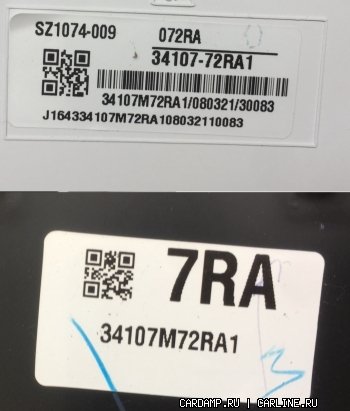 SZ1074-009 072RA
34107-72RA1
34107M72RA1/080321/30083
J164334107M72RA108032110083
7RA
34107M72RA1
CARDAMP.RU | CARLINE.RU